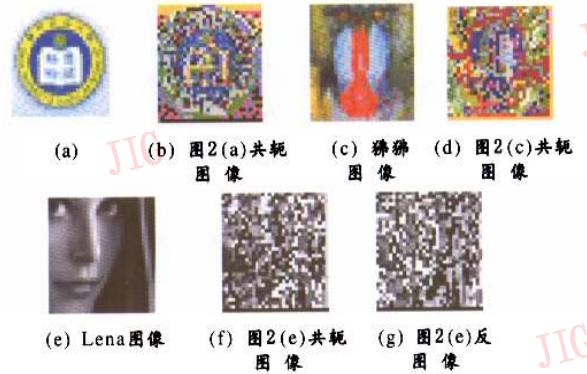 (a)
(b) 图2(a)共轭
图 像
(c) 狒狒
图 像
(d) 图2(c)共轭
图 像
JIG
(e) Lena图像
(f) 图2(e)共轭
图 像
(g) 图2(e)反
图 像
JIG